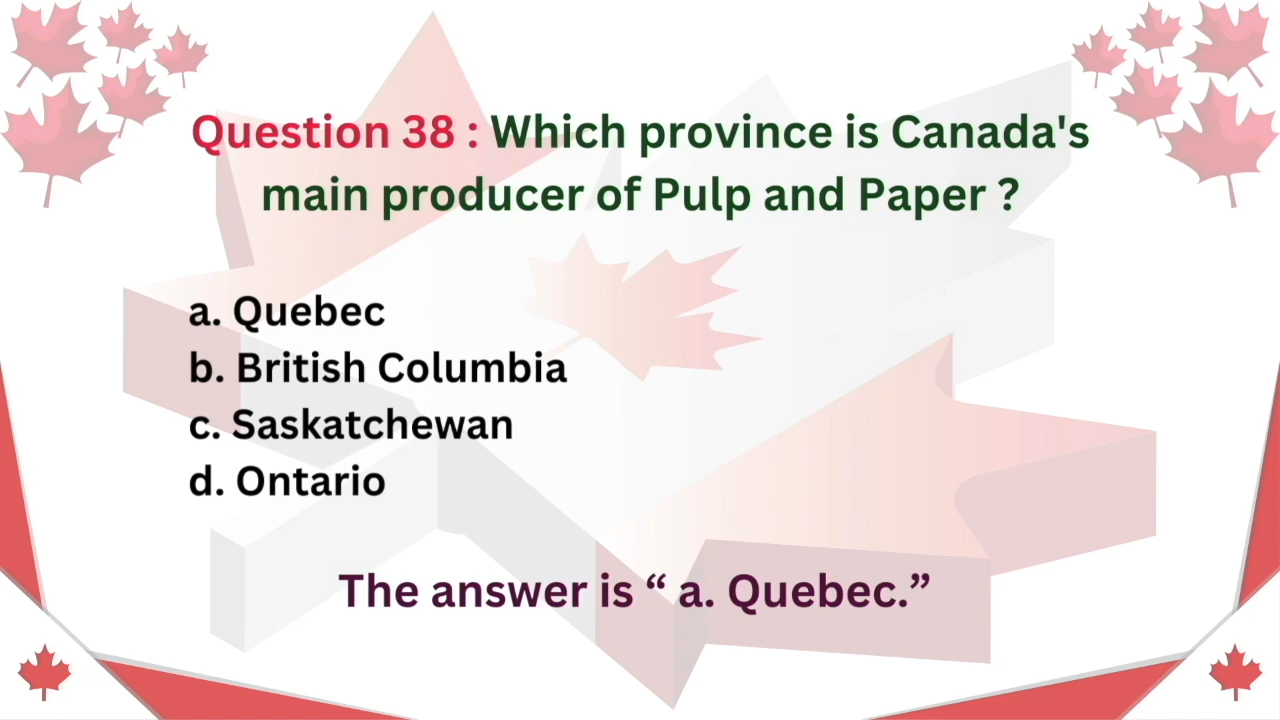 Question 38 : Which province is Canada's
main producer of Pulp and Paper ?
a. Quebec
b. British Columbia
c. Saskatchewan
d. Ontario
The answer is “ a. Quebec.”